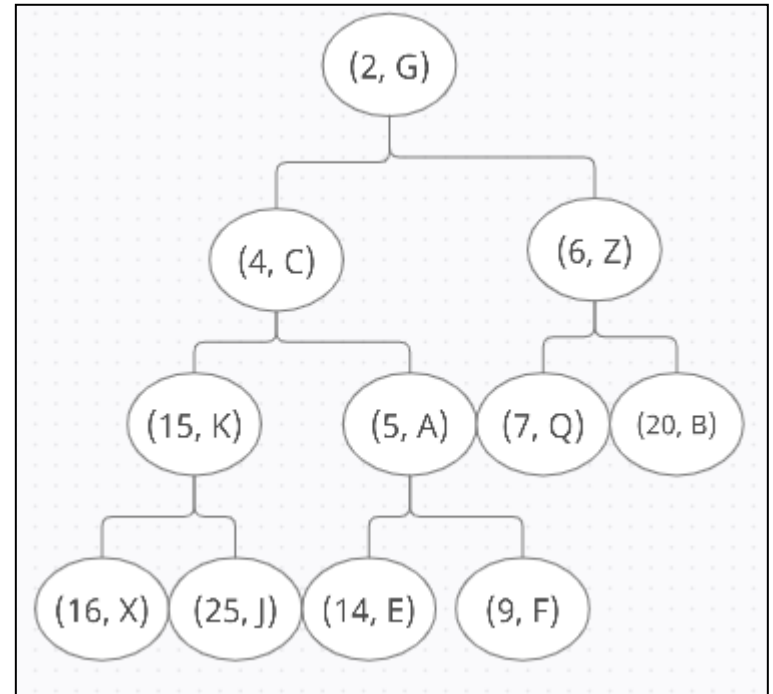 (2, G)
(4, C)
(6, Z)
(15, K)
(5, A)
(7, Q)
(20, B)
(16, X)
(25, J)
(14, E)
(9, F)